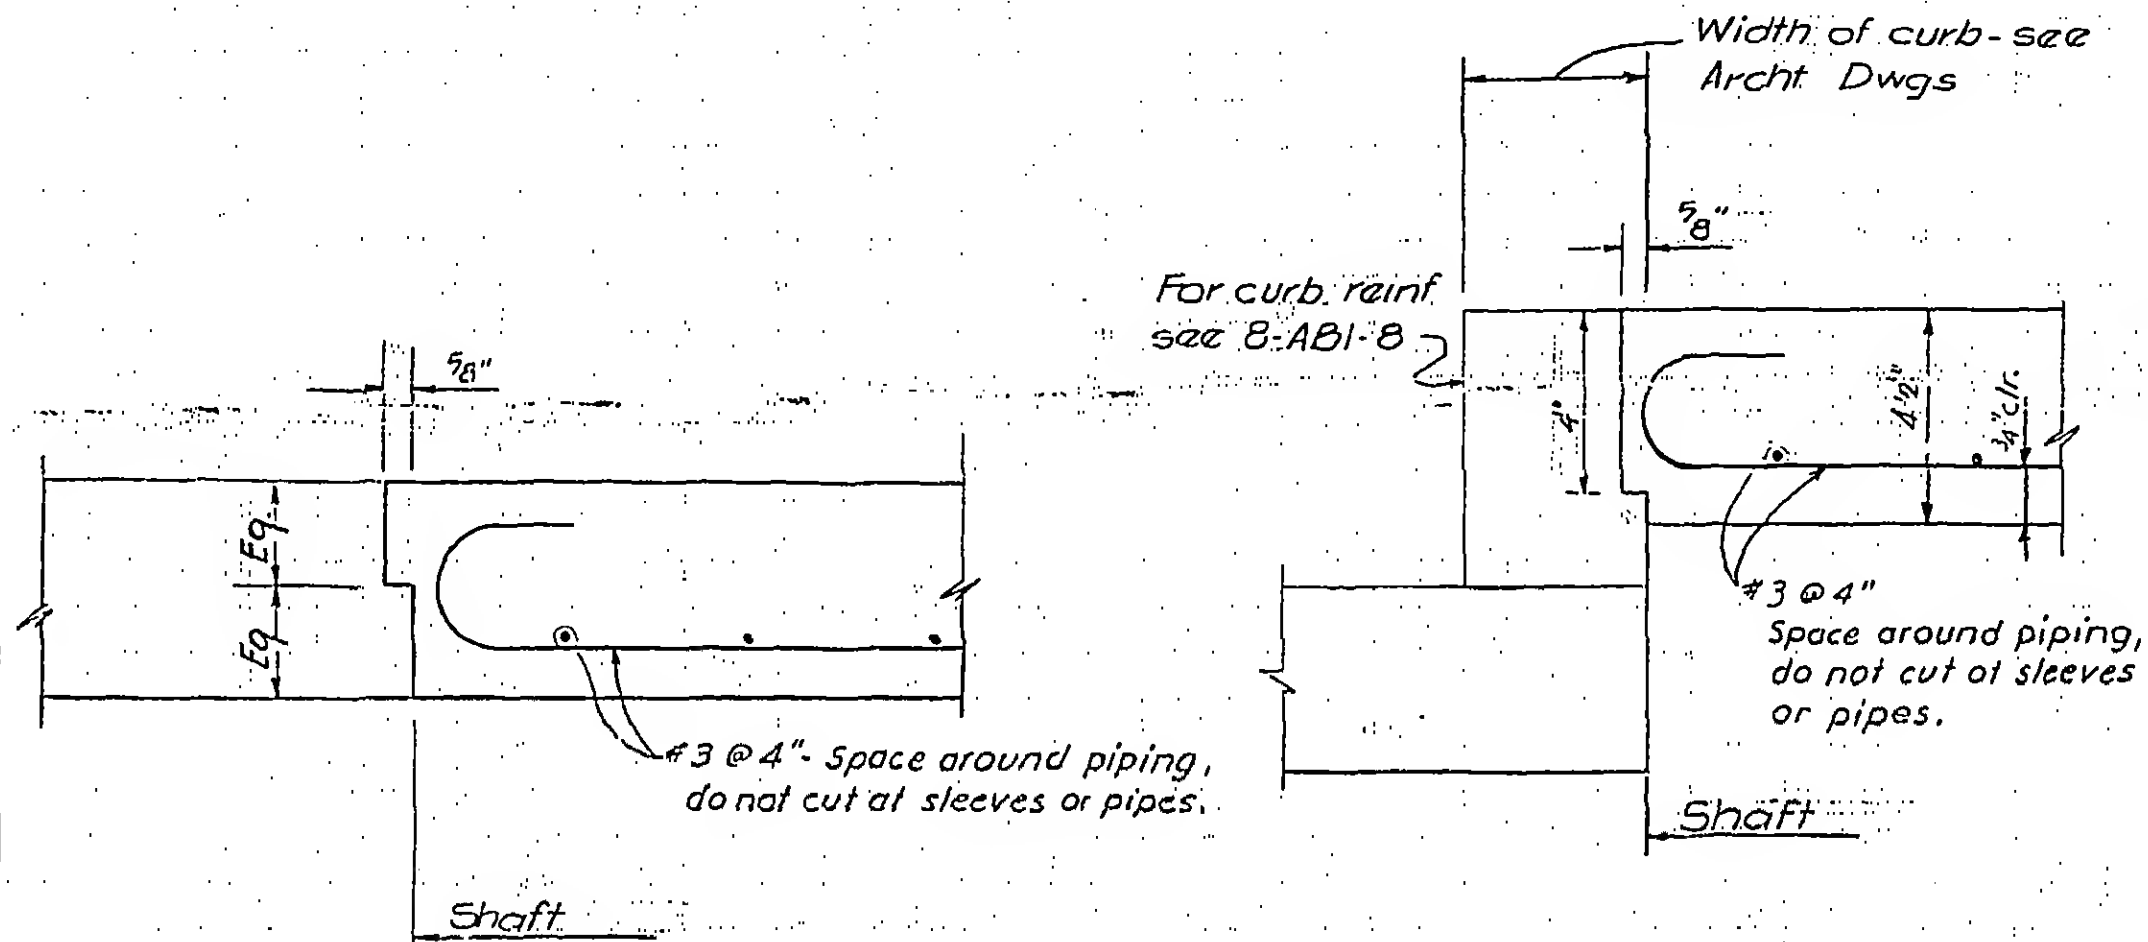 5/8"
Eq
Eq
#3 @ 4"- Space around piping,
do not cut at sleeves or pipes.
Shaft
Width of curb - see
Archt Dwgs
5/8"
For curb reinf
see 8-AB1-8
4"
4 1/2"
3/4" clr.
#3 @ 4"
Space around piping,
do not cut at sleeves
or pipes.
Shaft